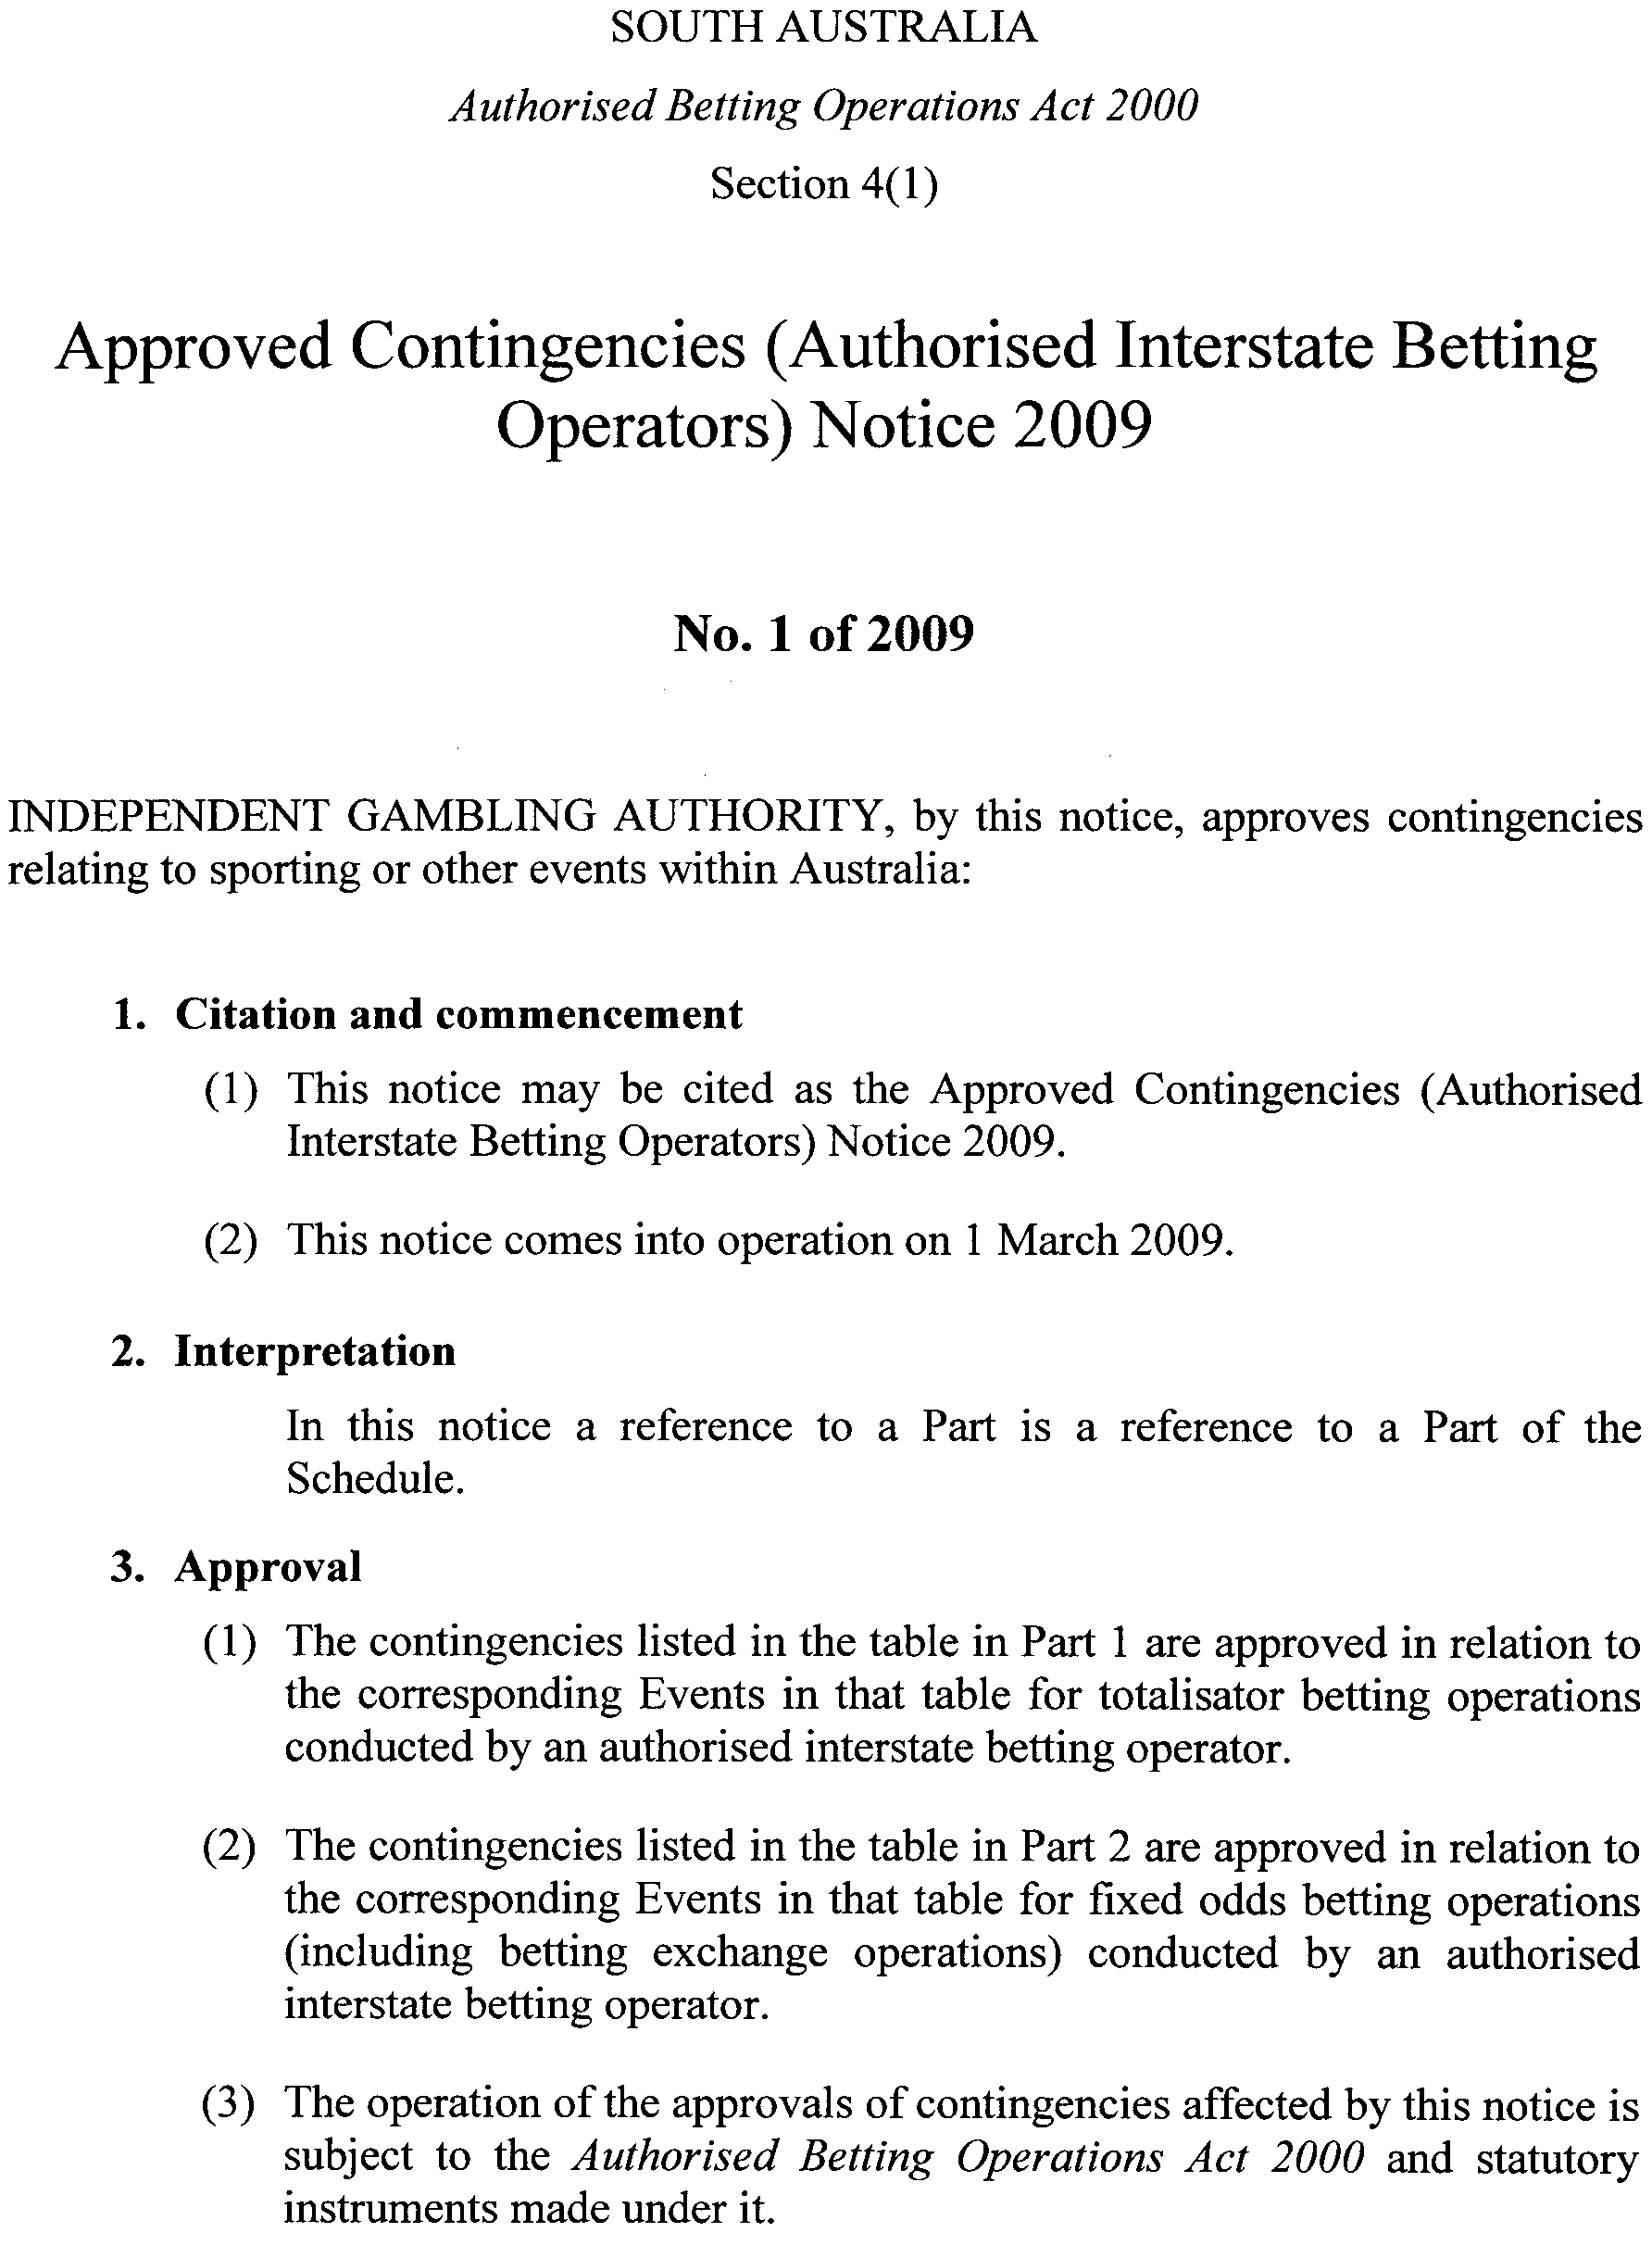 SOUTH AUSTRALIA
Authorised Betting Operations Act 2000
Section 4(1)
Approved Contingencies (Authorised Interstate Betting
Operators) Notice 2009
No. 1 of 2009
INDEPENDENT GAMBLING AUTHORITY, by this notice, approves contingencies
relating to sporting or other events within Australia:
1. Citation and commencement
(1) This notice may be cited as the Approved Contingencies (Authorised
Interstate Betting Operators) Notice 2009.
(2) This notice comes into operation on 1 March 2009.
2. Interpretation
In this notice a reference to a Part is a reference to a Part of the
Schedule.
3. Approval
(1) The contingencies listed in the table in Part 1 are approved in relation to
the corresponding Events in that table for totalisator betting operations
conducted by an authorised interstate betting operator.
(2) The contingencies listed in the table in Part 2 are approved in relation to
the corresponding Events in that table for fixed odds betting operations
(including betting exchange operations) conducted by an authorised
interstate betting operator.
(3) The operation of the approvals of contingencies affected by this notice is
subject to the Authorised Betting Operations Act 2000 and statutory
instruments made under it.